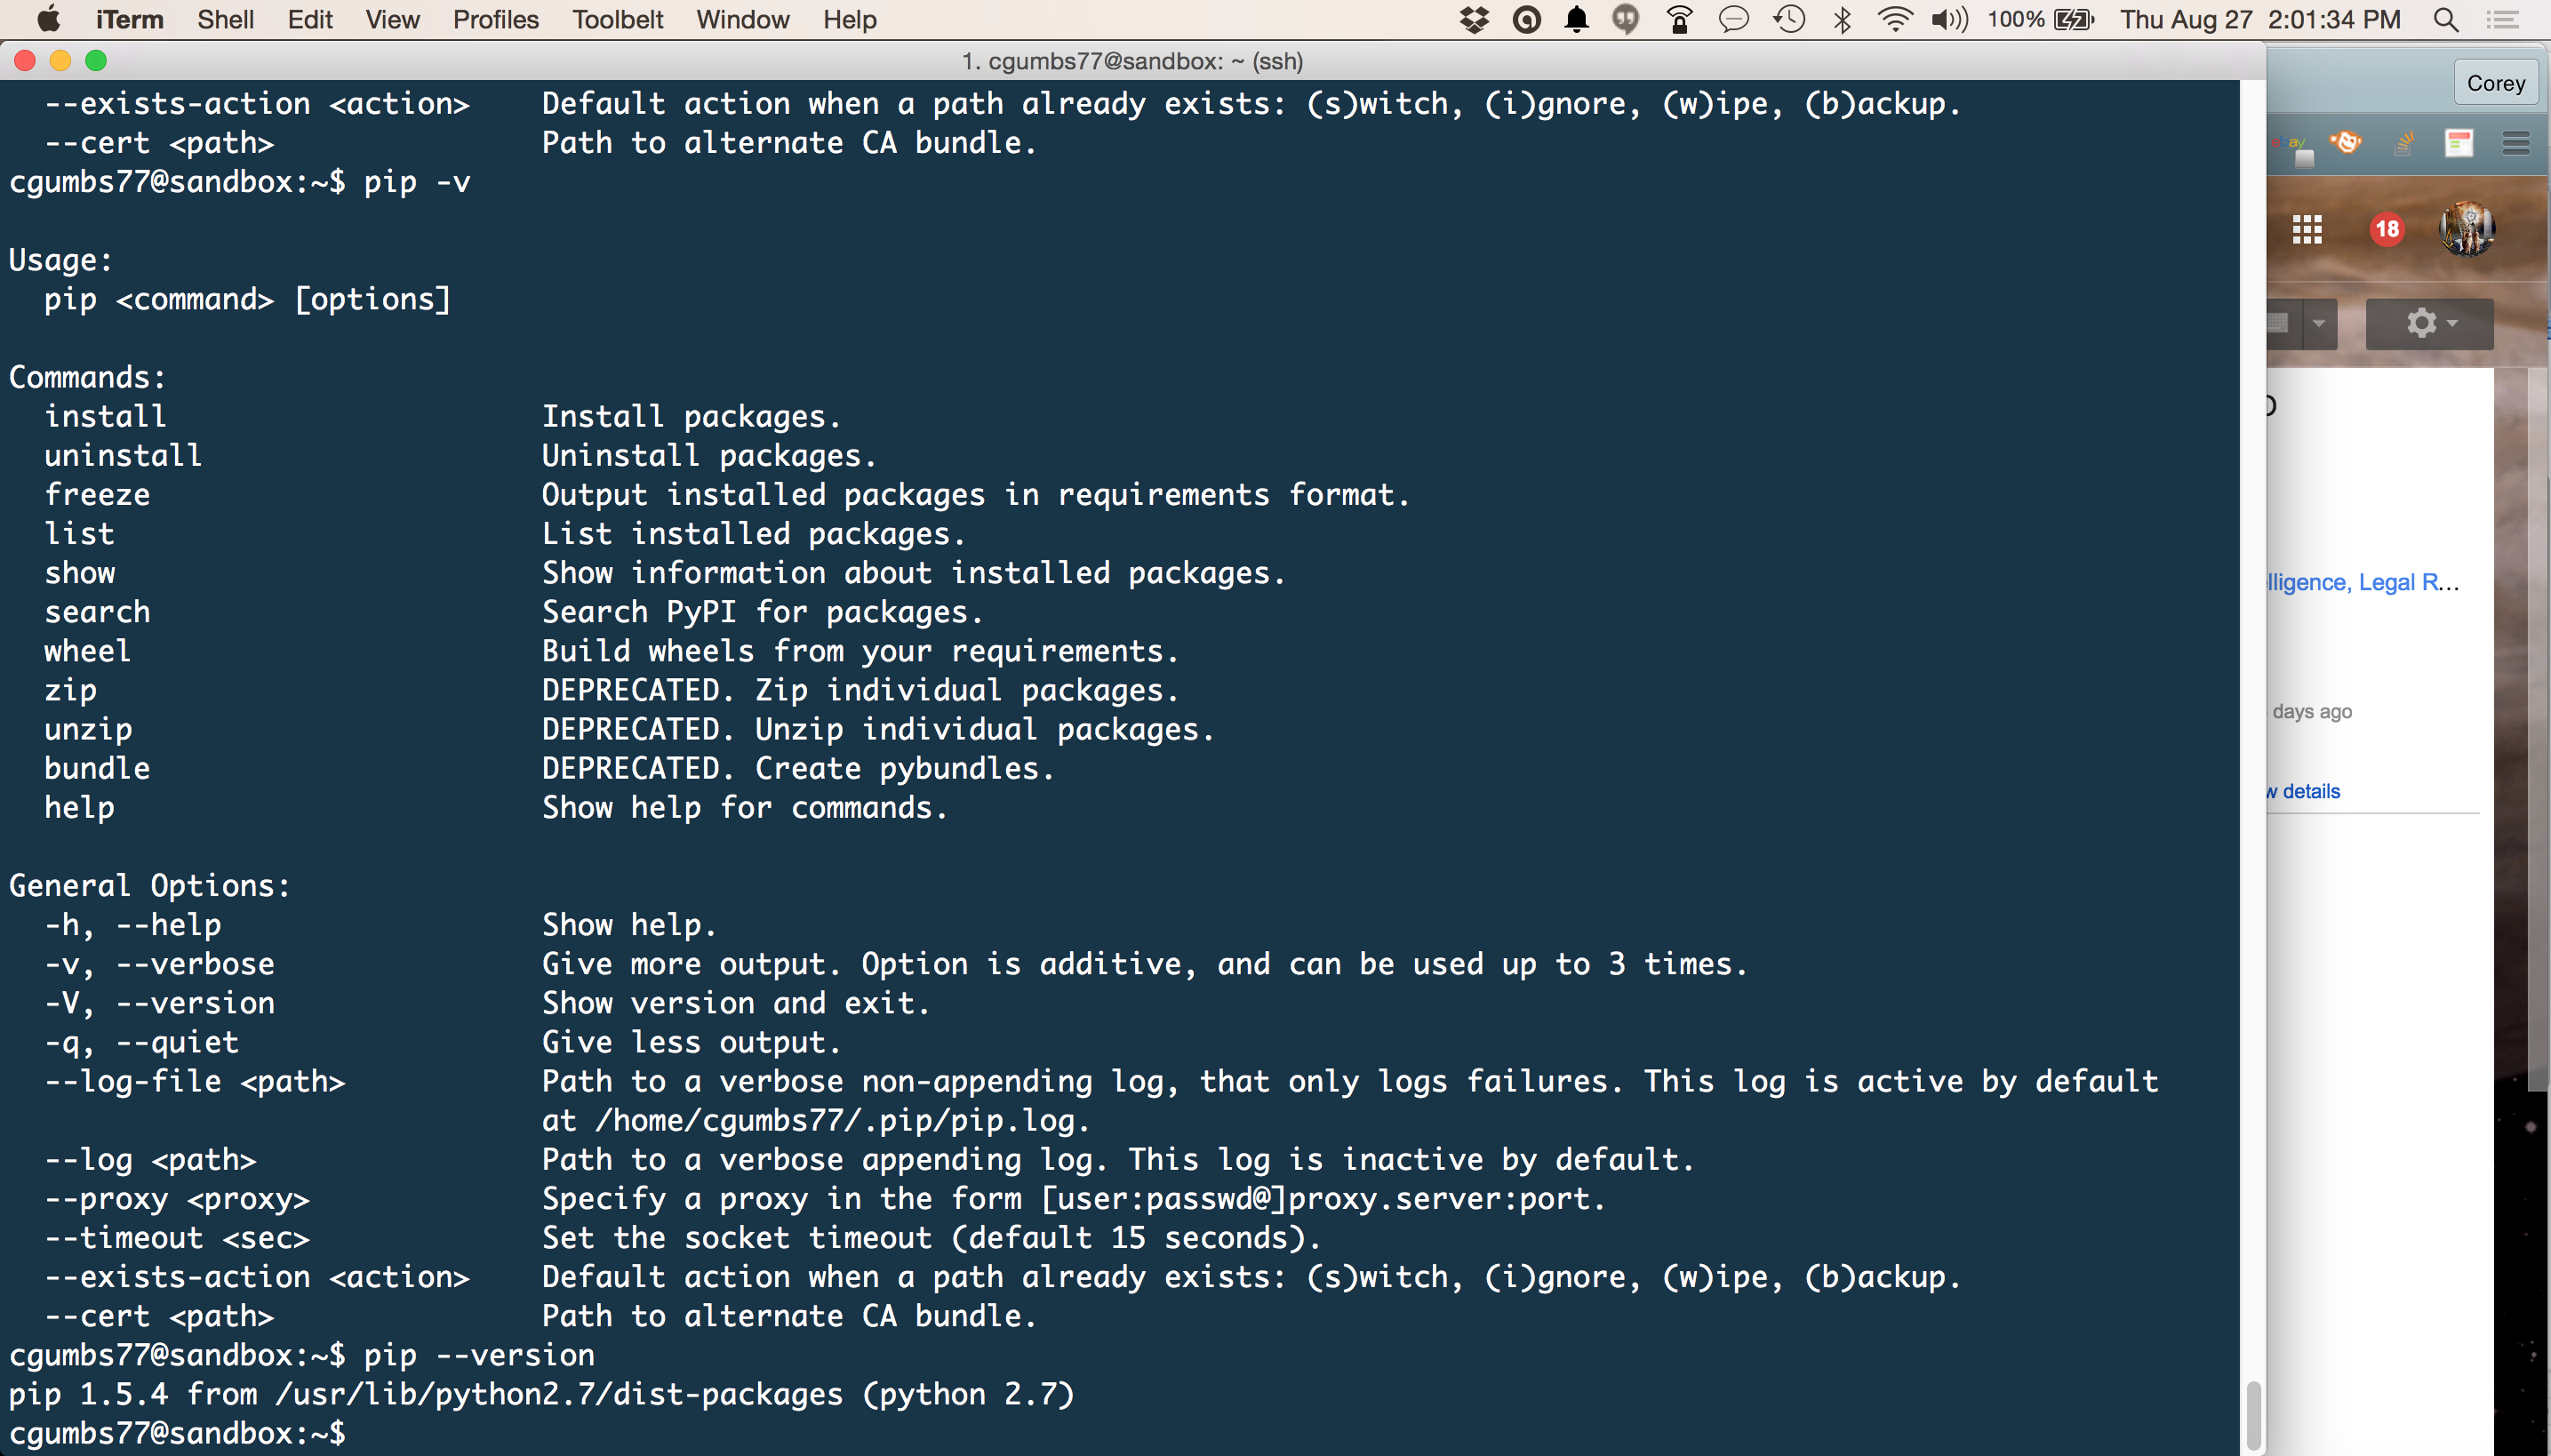 iTerm Shell Edit View Profiles Toolbelt Window Help 100% Thu Aug 27 2:01:34 PM
1. cgumbs77@sandbox: ~ (ssh)
Corey
--exists-action <action> Default action when a path already exists: (s)witch, (i)gnore, (w)ipe, (b)ackup.
--cert <path> Path to alternate CA bundle.
cgumbs77@sandbox:~$ pip -v
Usage:
pip <command> [options]
Commands:
install Install packages.
uninstall Uninstall packages.
freeze Output installed packages in requirements format.
list List installed packages.
show Show information about installed packages.
search Search PyPI for packages.
wheel Build wheels from your requirements.
zip DEPRECATED. Zip individual packages.
unzip DEPRECATED. Unzip individual packages.
bundle DEPRECATED. Create pybundles.
help Show help for commands.
General Options:
-h, --help Show help.
-v, --verbose Give more output. Option is additive, and can be used up to 3 times.
-V, --version Show version and exit.
-q, --quiet Give less output.
--log-file <path> Path to a verbose non-appending log, that only logs failures. This log is active by default
at /home/cgumbs77/.pip/pip.log.
--log <path> Path to a verbose appending log. This log is inactive by default.
--proxy <proxy> Specify a proxy in the form [user:passwd@]proxy.server:port.
--timeout <sec> Set the socket timeout (default 15 seconds).
--exists-action <action> Default action when a path already exists: (s)witch, (i)gnore, (w)ipe, (b)ackup.
--cert <path> Path to alternate CA bundle.
cgumbs77@sandbox:~$ pip --version
pip 1.5.4 from /usr/lib/python2.7/dist-packages (python 2.7)
cgumbs77@sandbox:~$
ebay
18
lligence, Legal R...
days ago
w details